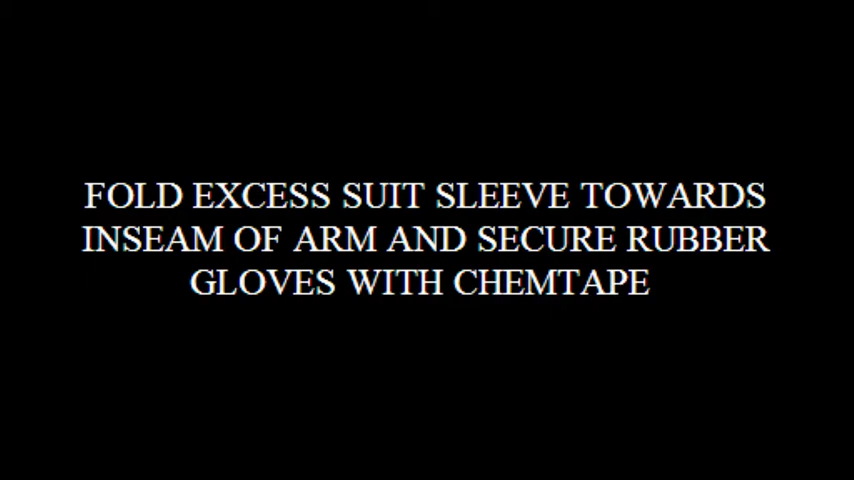 FOLD EXCESS SUIT SLEEVE TOWARDS
INSEAM OF ARM AND SECURE RUBBER
GLOVES WITH CHEMTAPE